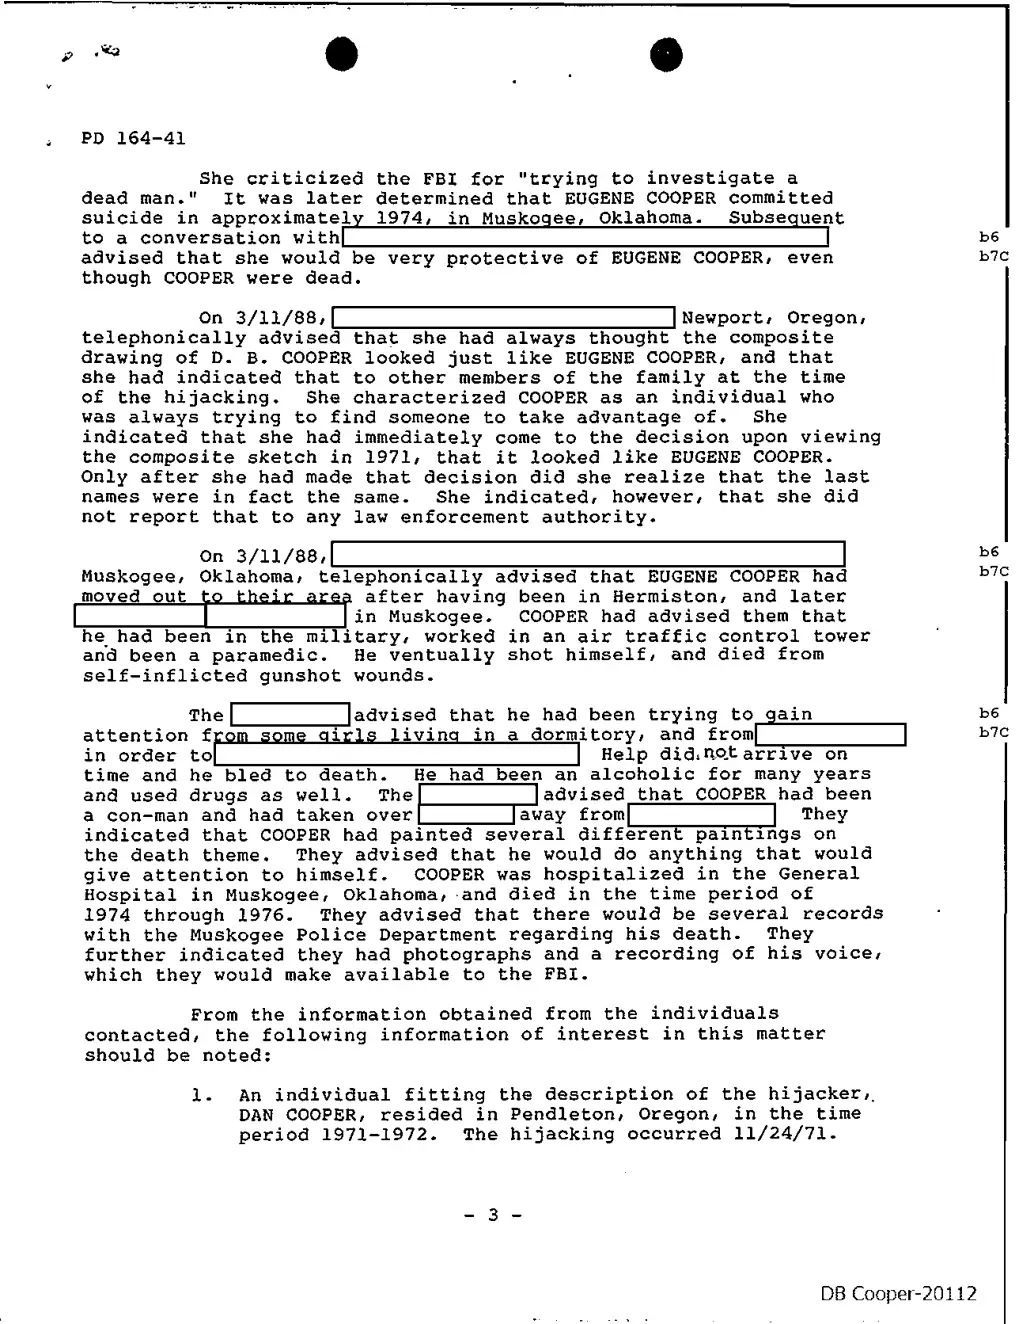 PD 164-41
She criticized the FBI for "trying to investigate a
dead man." It was later determined that EUGENE COOPER committed
suicide in approximately 1974, in Muskogee, Oklahoma. Subsequent
to a conversation with
b6
advised that she would be very protective of EUGENE COOPER, even
b7C
though COOPER were dead.
On 3/11/88, Newport, Oregon,
telephonically advised that she had always thought the composite
drawing of D. B. COOPER looked just like EUGENE COOPER, and that
she had indicated that to other members of the family at the time
of the hijacking. She characterized COOPER as an individual who
was always trying to find someone to take advantage of. She
indicated that she had immediately come to the decision upon viewing
the composite sketch in 1971, that it looked like EUGENE COOPER.
Only after she had made that decision did she realize that the last
names were in fact the same. She indicated, however, that she did
not report that to any law enforcement authority.
On 3/11/88,
b6
Muskogee, Oklahoma, telephonically advised that EUGENE COOPER had
b7C
moved out to their area after having been in Hermiston, and later
in Muskogee. COOPER had advised them that
he had been in the military, worked in an air traffic control tower
and been a paramedic. He ventually shot himself, and died from
self-inflicted gunshot wounds.
The advised that he had been trying to gain
b6
attention from some girls living in a dormitory, and from
b7C
in order to Help did not arrive on
time and he bled to death. He had been an alcoholic for many years
and used drugs as well. The advised that COOPER had been
a con-man and had taken over away from They
indicated that COOPER had painted several different paintings on
the death theme. They advised that he would do anything that would
give attention to himself. COOPER was hospitalized in the General
Hospital in Muskogee, Oklahoma, and died in the time period of
1974 through 1976. They advised that there would be several records
with the Muskogee Police Department regarding his death. They
further indicated they had photographs and a recording of his voice,
which they would make available to the FBI.
From the information obtained from the individuals
contacted, the following information of interest in this matter
should be noted:
1. An individual fitting the description of the hijacker,
DAN COOPER, resided in Pendleton, Oregon, in the time
period 1971-1972. The hijacking occurred 11/24/71.
- 3 -
DB Cooper-20112